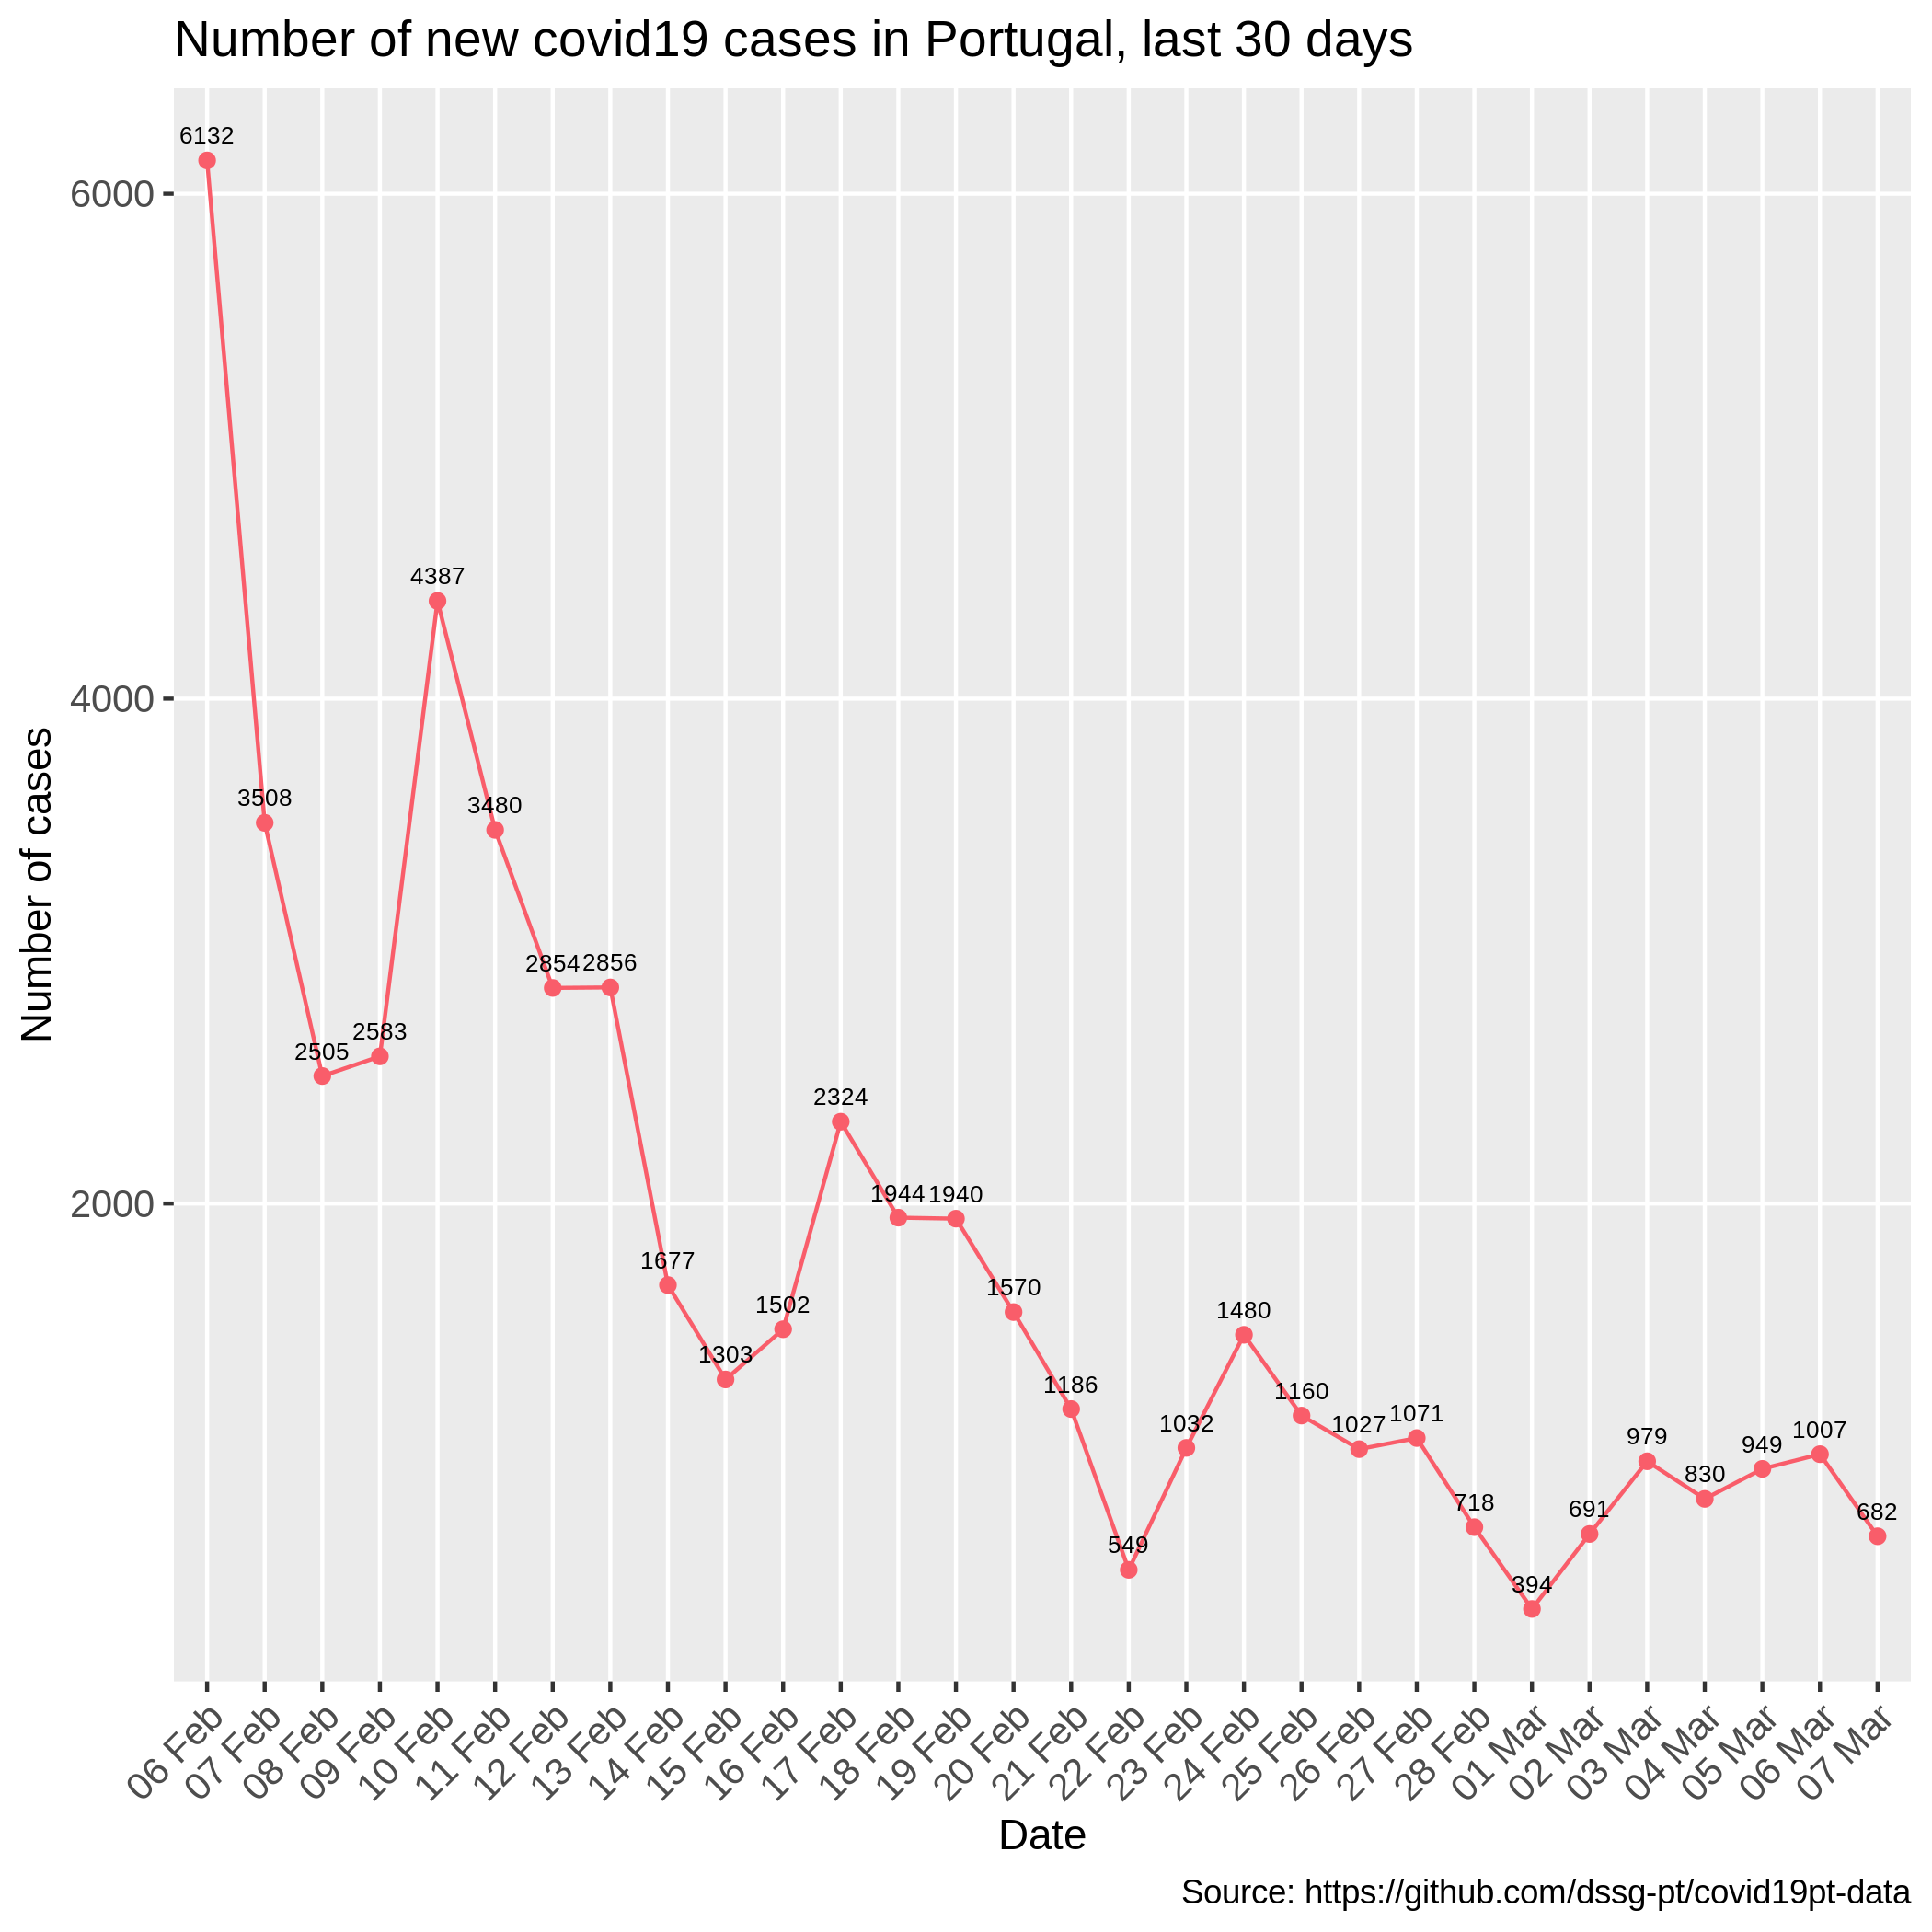 Number of new covid19 cases in Portugal, last 30 days
Number of cases
6000
4000
2000
6132
3508
2505
2583
4387
3480
2854
2856
1677
1303
1502
2324
1944
1940
1570
1186
549
1032
1480
1160
1027
1071
718
394
691
979
830
949
1007
682
06 Feb
07 Feb
08 Feb
09 Feb
10 Feb
11 Feb
12 Feb
13 Feb
14 Feb
15 Feb
16 Feb
17 Feb
18 Feb
19 Feb
20 Feb
21 Feb
22 Feb
23 Feb
24 Feb
25 Feb
26 Feb
27 Feb
28 Feb
01 Mar
02 Mar
03 Mar
04 Mar
05 Mar
06 Mar
07 Mar
Date
Source: https://github.com/dssg-pt/covid19pt-data